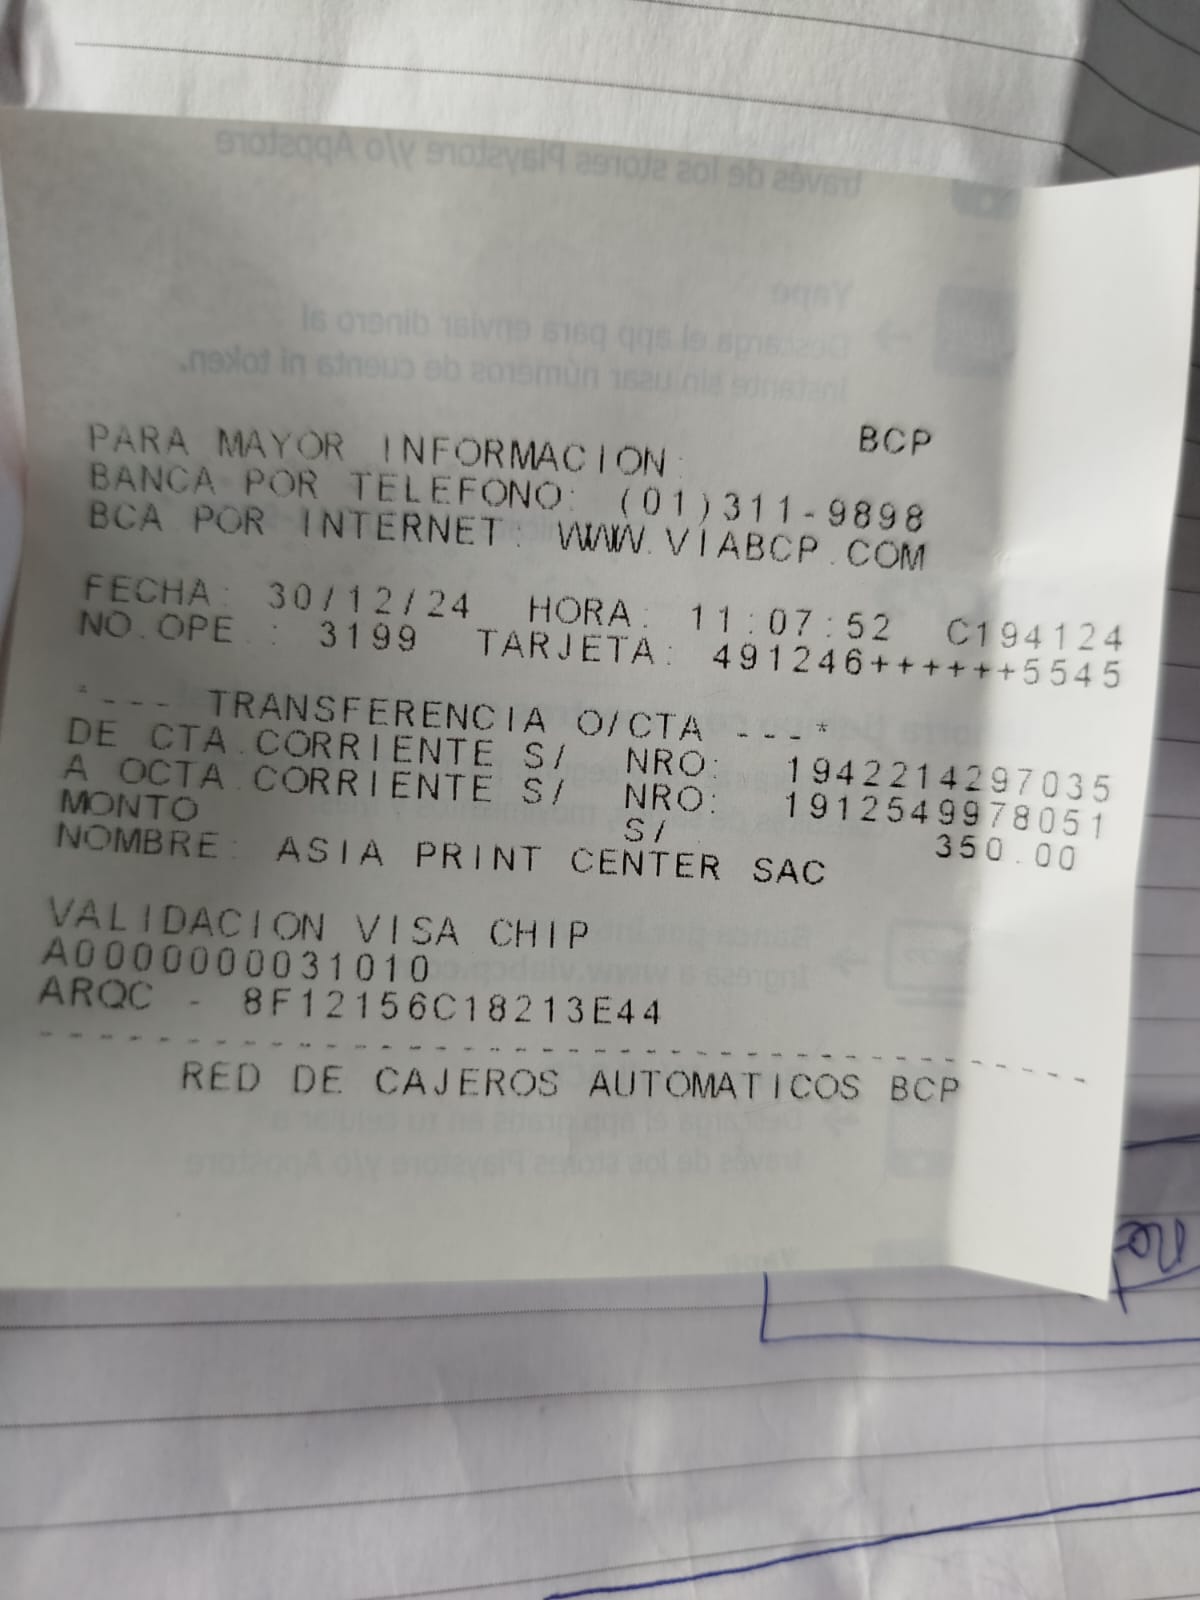 BCP
PARA MAYOR INFORMACION:
BANCA POR TELEFONO: (01)311-9898
BCA POR INTERNET: WWW.VIABCP.COM
FECHA: 30/12/24 HORA: 11:07:52 C194124
NO.OPE.: 3199 TARJETA: 491246++++++5545
*--- TRANSFERENCIA O/CTA ---*
DE CTA.CORRIENTE S/ NRO: 1942214297035
A OCTA.CORRIENTE S/ NRO: 1912549978051
MONTO S/ 350.00
NOMBRE: ASIA PRINT CENTER SAC
VALIDACION VISA CHIP
A0000000031010
ARQC - 8F12156C18213E44
RED DE CAJEROS AUTOMATICOS BCP